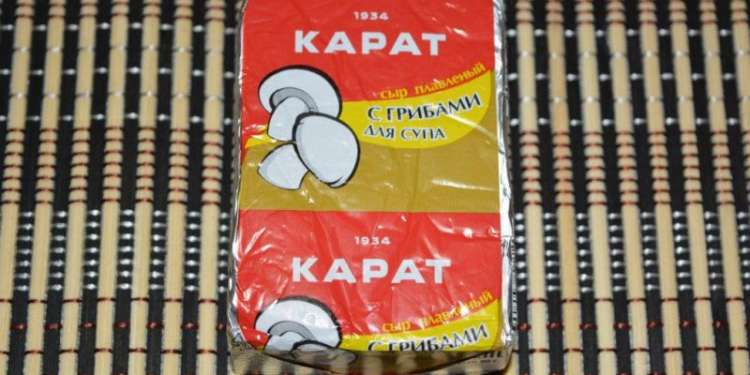 1934
КАРАТ
сыр плавленый
С ГРИБАМИ
ДЛЯ СУПА
1934
КАРАТ
сыр плавленый
С ГРИБАМИ